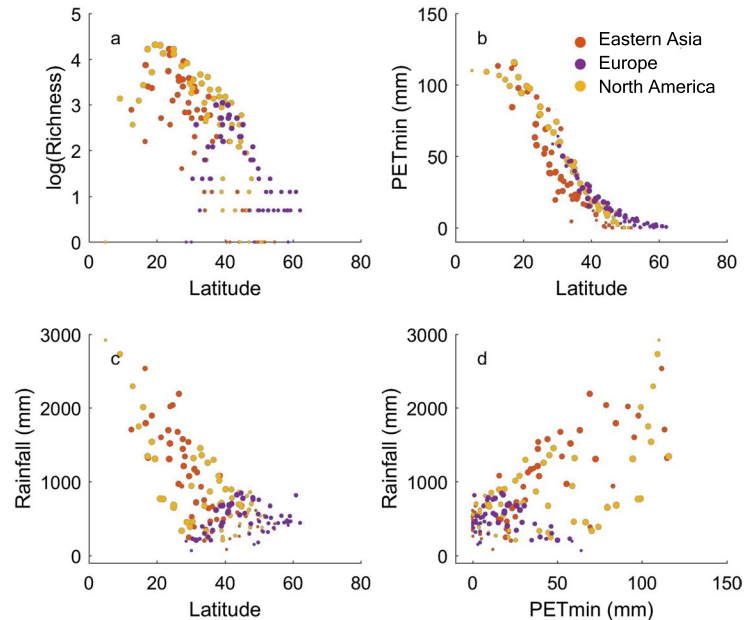 a
5
4
3
2
1
0
log(Richness)
0 20 40 60 80
Latitude
b
150
100
50
0
PETmin (mm)
0 20 40 60 80
Latitude
Eastern Asia
Europe
North America
c
3000
2000
1000
0
Rainfall (mm)
0 20 40 60 80
Latitude
d
3000
2000
1000
0
Rainfall (mm)
0 50 100 150
PETmin (mm)